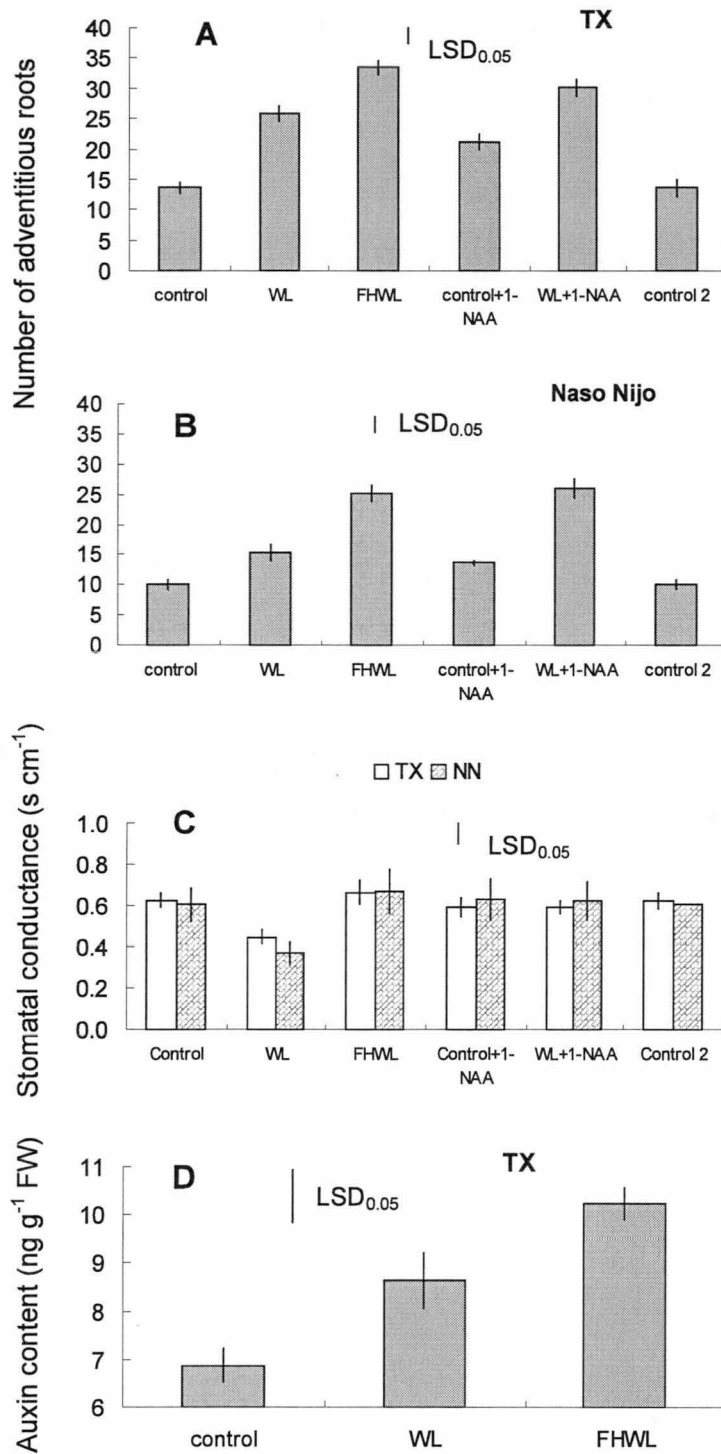 A
TX
LSD0.05
Number of adventitious roots
40
35
30
25
20
15
10
5
0
control
WL
FHWL
control+1-
NAA
WL+1-NAA
control 2
Naso Nijo
B
LSD0.05
40
35
30
25
20
15
10
5
0
control
WL
FHWL
control+1-
NAA
WL+1-NAA
control 2
TX
NN
C
LSD0.05
Stomatal conductance (s cm⁻¹)
1.0
0.8
0.6
0.4
0.2
0.0
Control
WL
FHWL
Control+1-
NAA
WL+1-NAA
Control 2
D
TX
LSD0.05
Auxin content (ng g⁻¹ FW)
11
10
9
8
7
6
control
WL
FHWL